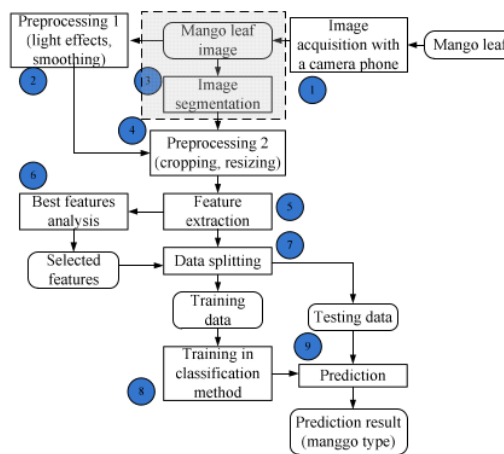 Preprocessing 1
(light effects,
smoothing)
2
Mango leaf
image
3
Image
segmentation
Image
acquisition with
a camera phone
1
Mango leaf
4
Preprocessing 2
(cropping, resizing)
6
Best features
analysis
Feature
extraction
5
Selected
features
Data splitting
7
Training
data
Testing data
9
Training in
classification
method
8
Prediction
Prediction result
(manggo type)